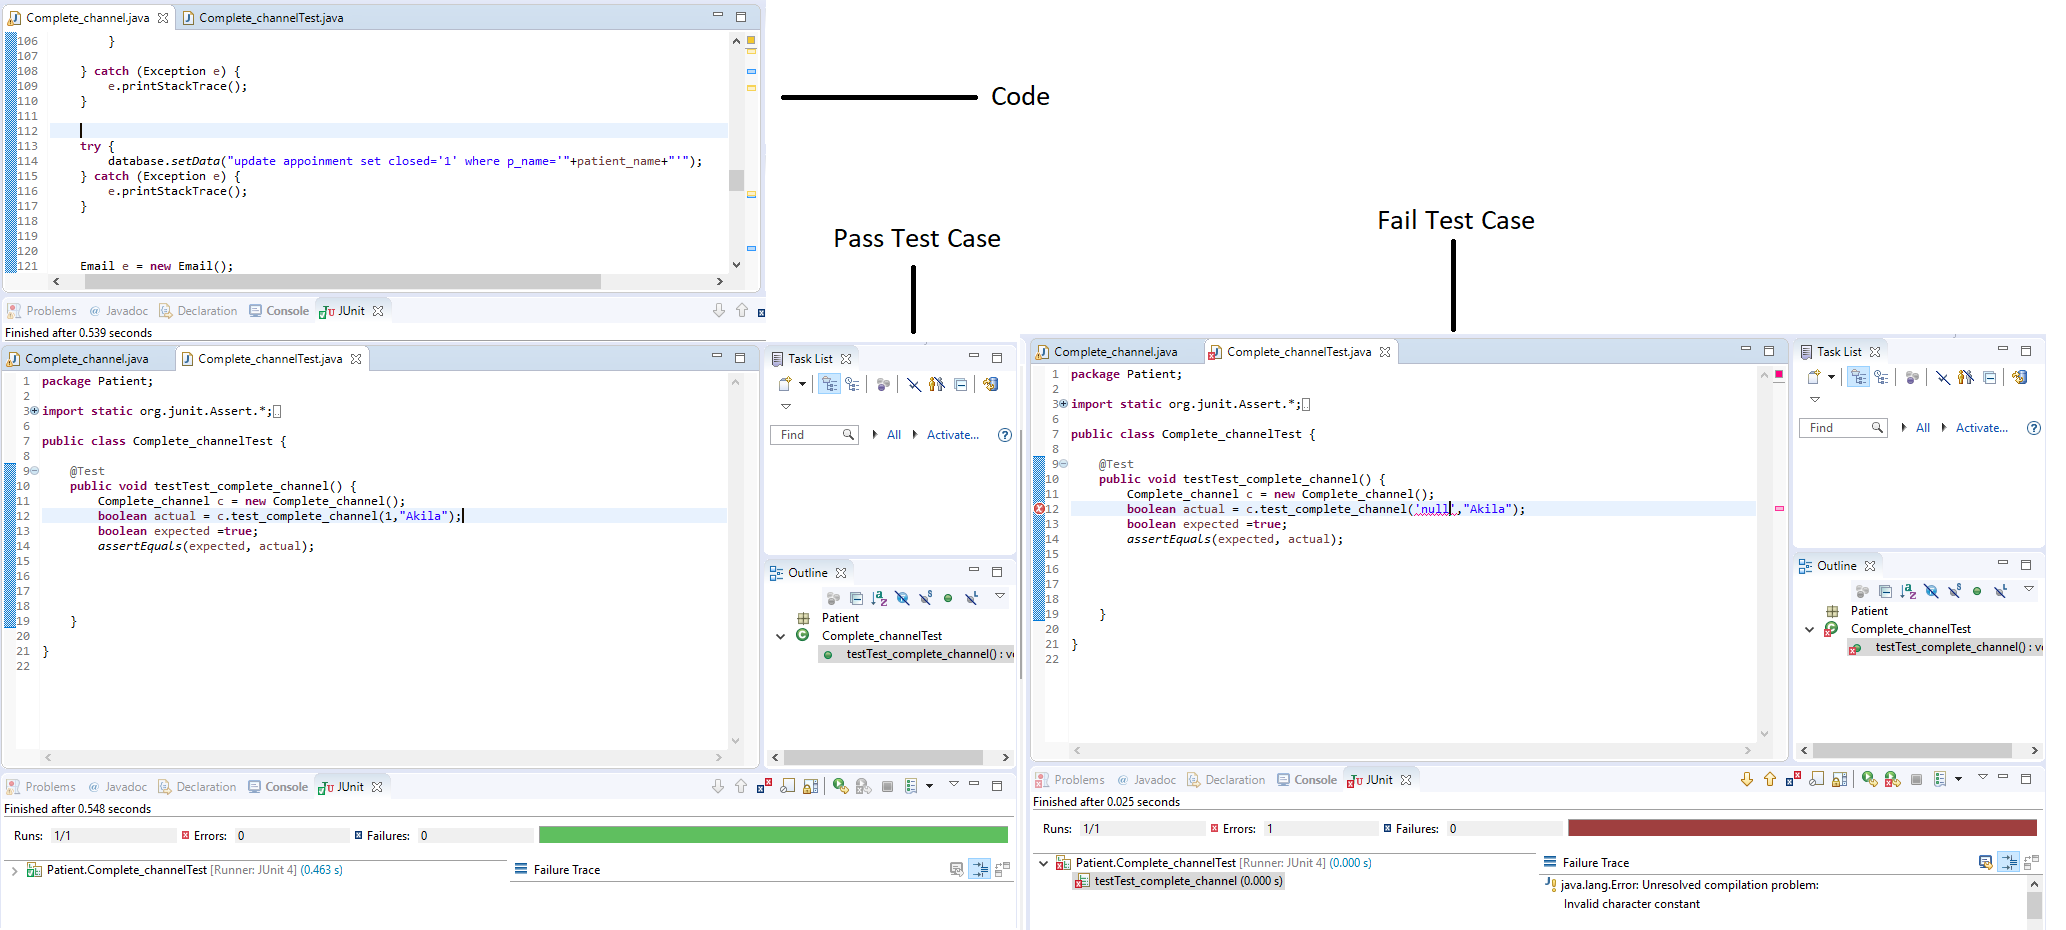 Complete_channel.java
Complete_channelTest.java
106 }
107
108 } catch (Exception e) {
109 e.printStackTrace();
110 }
111
112
113 try {
114 database.setData("update appoinment set closed='1' where p_name='"+patient_name+"'");
115 } catch (Exception e) {
116 e.printStackTrace();
117 }
118
119
120
121 Email e = new Email();
Problems @ Javadoc Declaration Console JUnit
Finished after 0.539 seconds
Code
Pass Test Case
Fail Test Case
Complete_channel.java
Complete_channelTest.java
1 package Patient;
2
3 import static org.junit.Assert.*;
6
7 public class Complete_channelTest {
8
9 @Test
10 public void testTest_complete_channel() {
11 Complete_channel c = new Complete_channel();
12 boolean actual = c.test_complete_channel(1,"Akila");
13 boolean expected =true;
14 assertEquals(expected, actual);
15
16
17
18
19 }
20
21 }
22
Task List
Find All Activate...
Outline
Patient
Complete_channelTest
testTest_complete_channel() : v
Problems @ Javadoc Declaration Console JUnit
Finished after 0.548 seconds
Runs: 1/1 Errors: 0 Failures: 0
Patient.Complete_channelTest [Runner: JUnit 4] (0.463 s)
Failure Trace
Complete_channel.java
Complete_channelTest.java
1 package Patient;
2
3 import static org.junit.Assert.*;
6
7 public class Complete_channelTest {
8
9 @Test
10 public void testTest_complete_channel() {
11 Complete_channel c = new Complete_channel();
12 boolean actual = c.test_complete_channel('null',"Akila");
13 boolean expected =true;
14 assertEquals(expected, actual);
15
16
17
18
19 }
20
21 }
22
Task List
Find All Activate...
Outline
Patient
Complete_channelTest
testTest_complete_channel() : v
Problems @ Javadoc Declaration Console JUnit
Finished after 0.025 seconds
Runs: 1/1 Errors: 1 Failures: 0
Patient.Complete_channelTest [Runner: JUnit 4] (0.000 s)
testTest_complete_channel (0.000 s)
Failure Trace
java.lang.Error: Unresolved compilation problem:
Invalid character constant